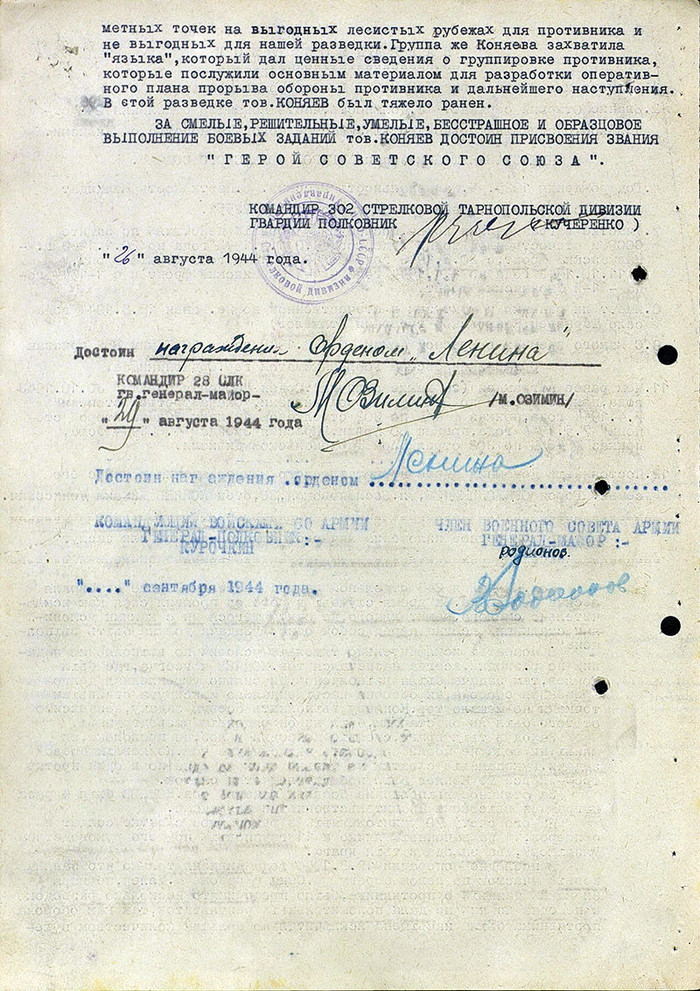 метных точек на выгодных лесистых рубежах для противника и
не выгодных для нашей разведки.Группа же Коняева захватила
"языка",который дал ценные сведения о группировке противника,
которые послужили основным материалом для разработки оператив-
ного плана прорыва обороны противника и дальнейшего наступления.
В этой разведке тов.КОНЯЕВ был тяжело ранен.
ЗА СМЕЛЫЕ,РЕШИТЕЛЬНЫЕ,УМЕЛЫЕ,БЕССТРАШНОЕ И ОБРАЗЦОВОЕ
ВЫПОЛНЕНИЕ БОЕВЫХ ЗАДАНИЙ тов.КОНЯЕВ ДОСТОИН ПРИСВОЕНИЯ ЗВАНИЯ
"ГЕРОЙ СОВЕТСКОГО СОЮЗА".
КОМАНДИР 302 СТРЕЛКОВОЙ ТАРНОПОЛЬСКОЙ ДИВИЗИИ
ГВАРДИИ ПОЛКОВНИК (КУЧЕРЕНКО)
"26" августа 1944 года.
Достоин награждения Орденом "Ленина"
КОМАНДИР 28 СЛК
гв.генерал-майор- /М.ОЗИМИН/
"29" августа 1944 года
Достоин награждения .орденом Ленина
КОМАНДУЮЩИЙ ВОЙСКАМИ 60 АРМИИ ЧЛЕН ВОЕННОГО СОВЕТА АРМИИ
ГЕНЕРАЛ-ПОЛКОВНИК:- ГЕНЕРАЛ-МАЙОР :-
КУРОЧКИН родионов.
"...." сентября 1944 года.